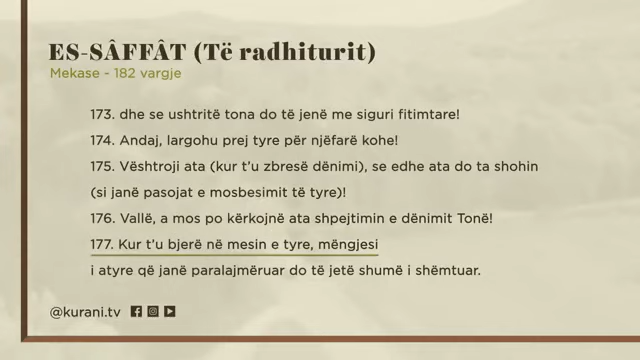 ES-SÂFFÂT (Të radhiturit)
Mekase - 182 vargje
173. dhe se ushtritë tona do të jenë me siguri fitimtare!
174. Andaj, largohu prej tyre për njëfarë kohe!
175. Vështroji ata (kur t'u zbresë dënimi), se edhe ata do ta shohin
(si janë pasojat e mosbesimit të tyre)!
176. Vallë, a mos po kërkojnë ata shpejtimin e dënimit Tonë!
177. Kur t'u bjerë në mesin e tyre, mëngjesi
i atyre që janë paralajmëruar do të jetë shumë i shëmtuar.
@kurani.tv